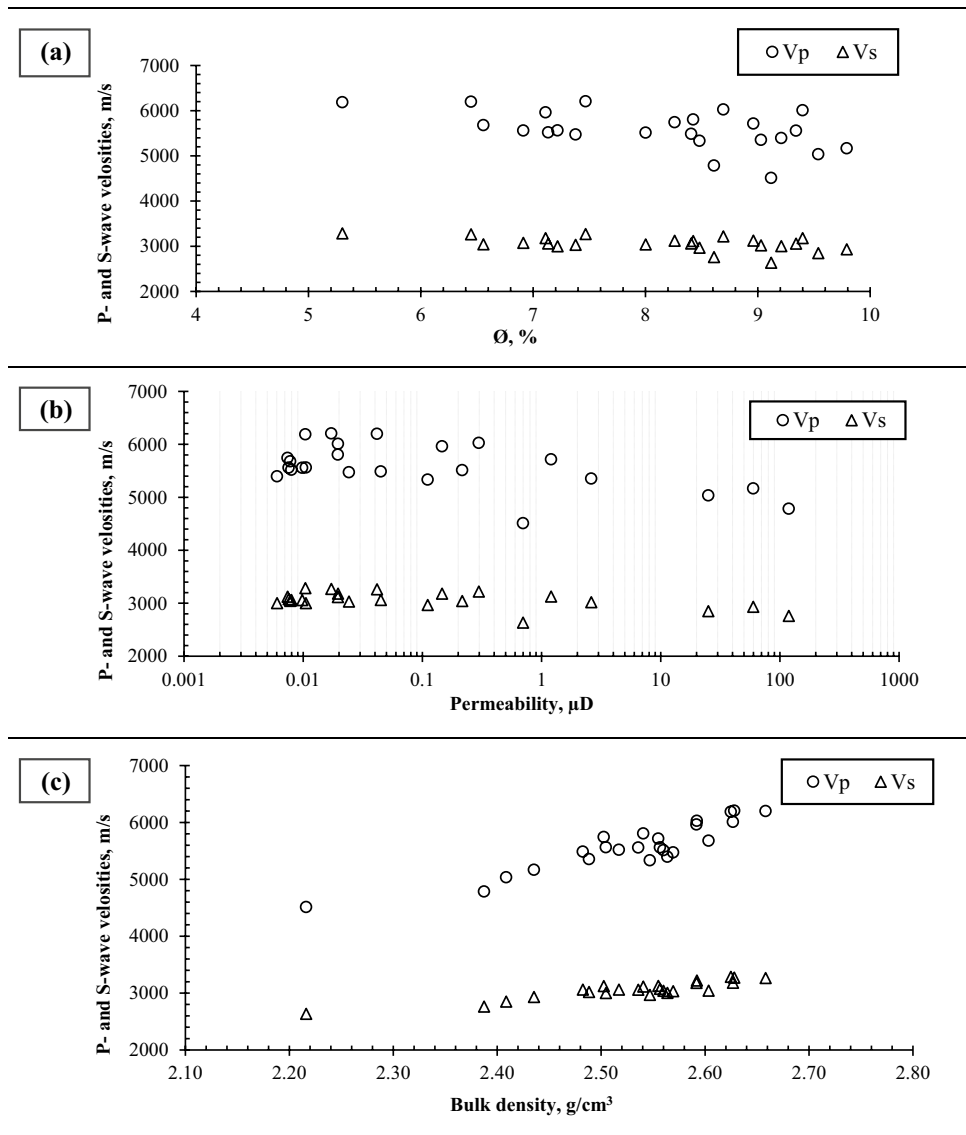 (a)
Vp Vs
P- and S-wave velosities, m/s
7000
6000
5000
4000
3000
2000
4 5 6 7 8 9 10
Ø, %
(b)
Vp Vs
P- and S-wave velosities, m/s
7000
6000
5000
4000
3000
2000
0.001 0.01 0.1 1 10 100 1000
Permeability, µD
(c)
Vp Vs
P- and S-wave velosities, m/s
7000
6000
5000
4000
3000
2000
2.10 2.20 2.30 2.40 2.50 2.60 2.70 2.80
Bulk density, g/cm³